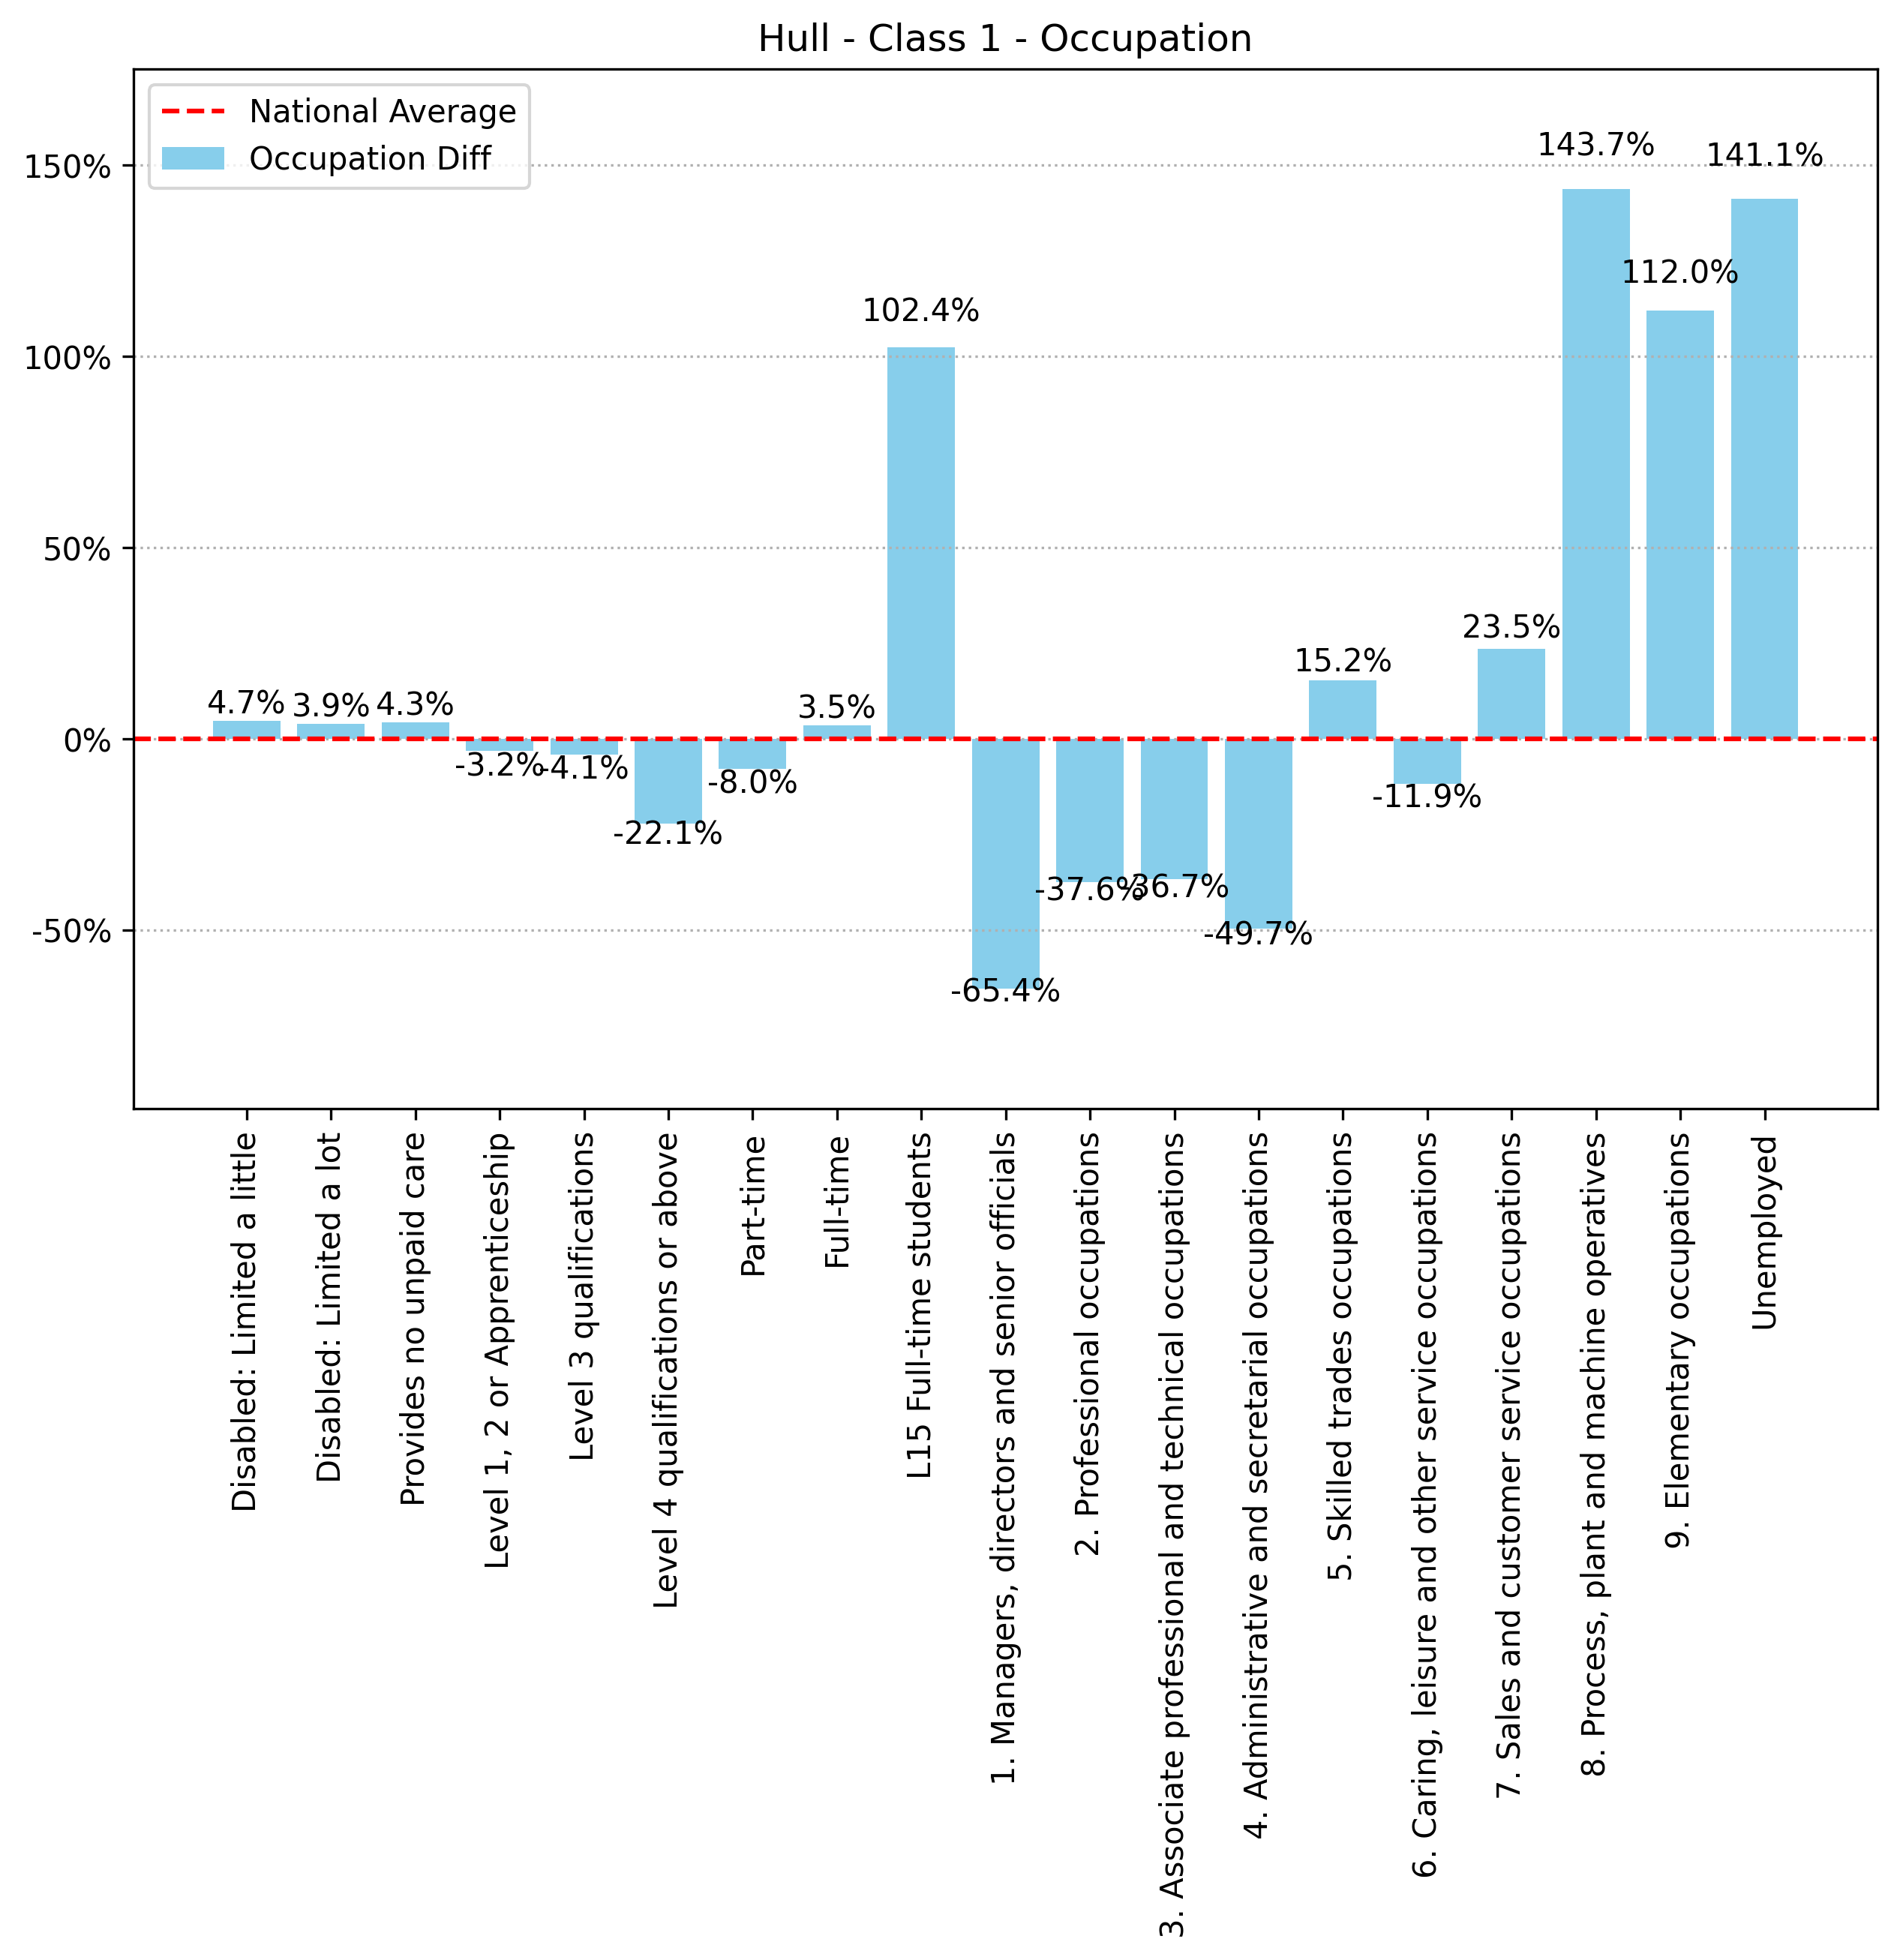 Hull - Class 1 - Occupation
National Average
Occupation Diff
150%
100%
50%
0%
-50%
4.7%
3.9%
4.3%
-3.2%
-4.1%
-22.1%
-8.0%
3.5%
102.4%
-65.4%
-37.6%
-36.7%
-49.7%
15.2%
-11.9%
23.5%
143.7%
112.0%
141.1%
Disabled: Limited a little
Disabled: Limited a lot
Provides no unpaid care
Level 1, 2 or Apprenticeship
Level 3 qualifications
Level 4 qualifications or above
Part-time
Full-time
L15 Full-time students
1. Managers, directors and senior officials
2. Professional occupations
3. Associate professional and technical occupations
4. Administrative and secretarial occupations
5. Skilled trades occupations
6. Caring, leisure and other service occupations
7. Sales and customer service occupations
8. Process, plant and machine operatives
9. Elementary occupations
Unemployed